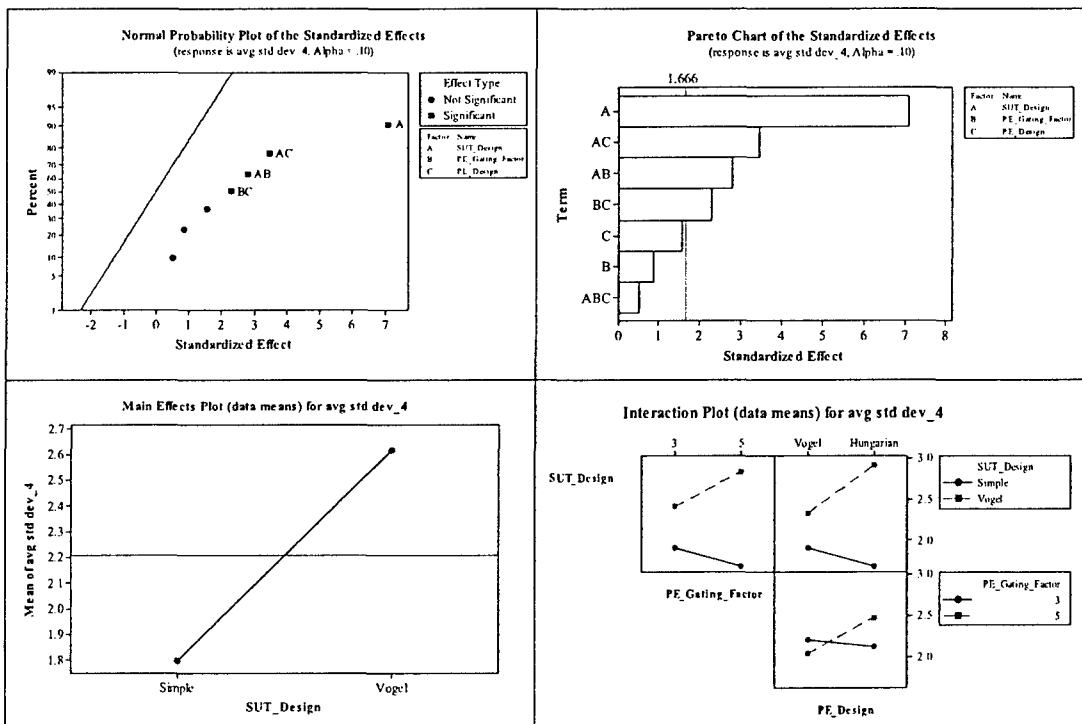 Normal Probability Plot of the Standardized Effects
(response is avg std dev_4, Alpha = .10)
Percent
99
95
90
80
70
60
50
40
30
20
10
5
1
A
AC
AB
BC
-2 -1 0 1 2 3 4 5 6 7
Standardized Effect
Effect Type
Not Significant
Significant
Factor Name
A SUT_Design
B PE_Gating_Factor
C PE_Design
Pareto Chart of the Standardized Effects
(response is avg std dev_4, Alpha = .10)
1.666
Term
A
AC
AB
BC
C
B
ABC
0 1 2 3 4 5 6 7 8
Standardized Effect
Factor Name
A SUT_Design
B PE_Gating_Factor
C PE_Design
Main Effects Plot (data means) for avg std dev_4
Mean of avg std dev_4
2.7
2.6
2.5
2.4
2.3
2.2
2.1
2.0
1.9
1.8
Simple Vogel
SUT_Design
Interaction Plot (data means) for avg std dev_4
3 5 Vogel Hungarian
SUT_Design
3.0
2.5
2.0
SUT_Design
Simple
Vogel
PE_Gating_Factor
3.0
2.5
2.0
PE_Gating_Factor
3
5
PE_Design